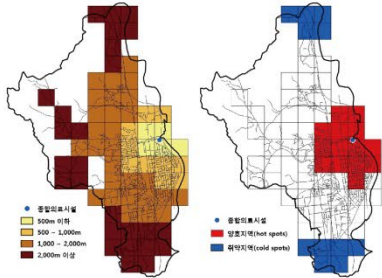 종합의료시설
500m 이하
500 ~ 1,000m
1,000 ~ 2,000m
2,000m 이상
종합의료시설
양호지역(hot spots)
취약지역(cold spots)